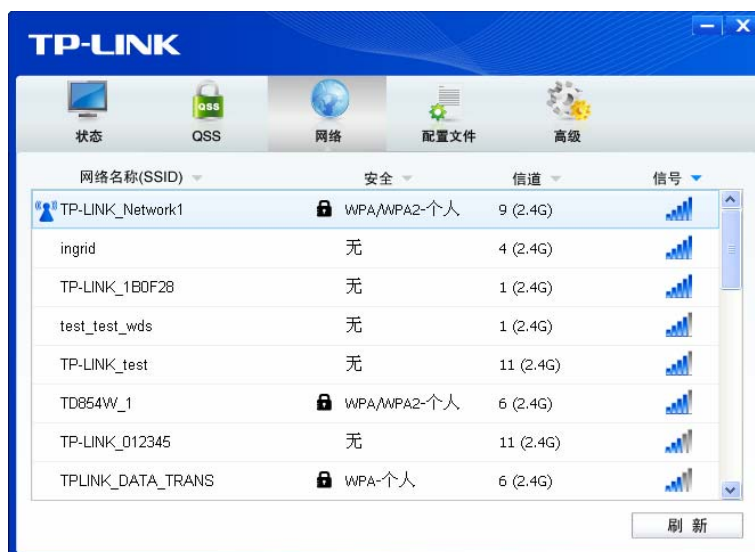 TP-LINK
QSS
状态 QSS 网络 配置文件 高级
网络名称(SSID) 安全 信道 信号
TP-LINK_Network1 WPA/WPA2-个人 9 (2.4G)
ingrid 无 4 (2.4G)
TP-LINK_1B0F28 无 1 (2.4G)
test_test_wds 无 1 (2.4G)
TP-LINK_test 无 11 (2.4G)
TD854W_1 WPA/WPA2-个人 6 (2.4G)
TP-LINK_012345 无 11 (2.4G)
TPLINK_DATA_TRANS WPA-个人 6 (2.4G)
刷 新